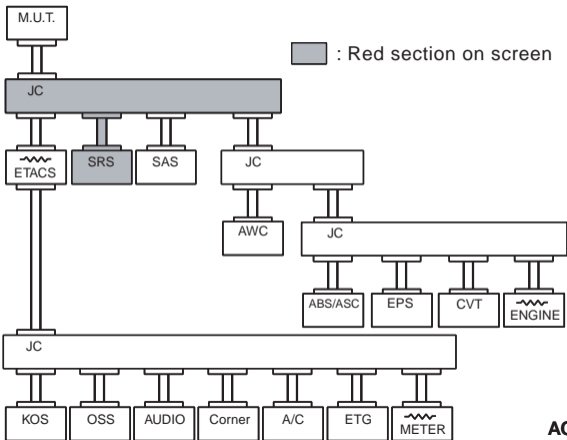 M.U.T.
: Red section on screen
JC
ETACS
SRS
SAS
JC
AWC
JC
ABS/ASC
EPS
CVT
ENGINE
JC
KOS
OSS
AUDIO
Corner
A/C
ETG
METER
AC